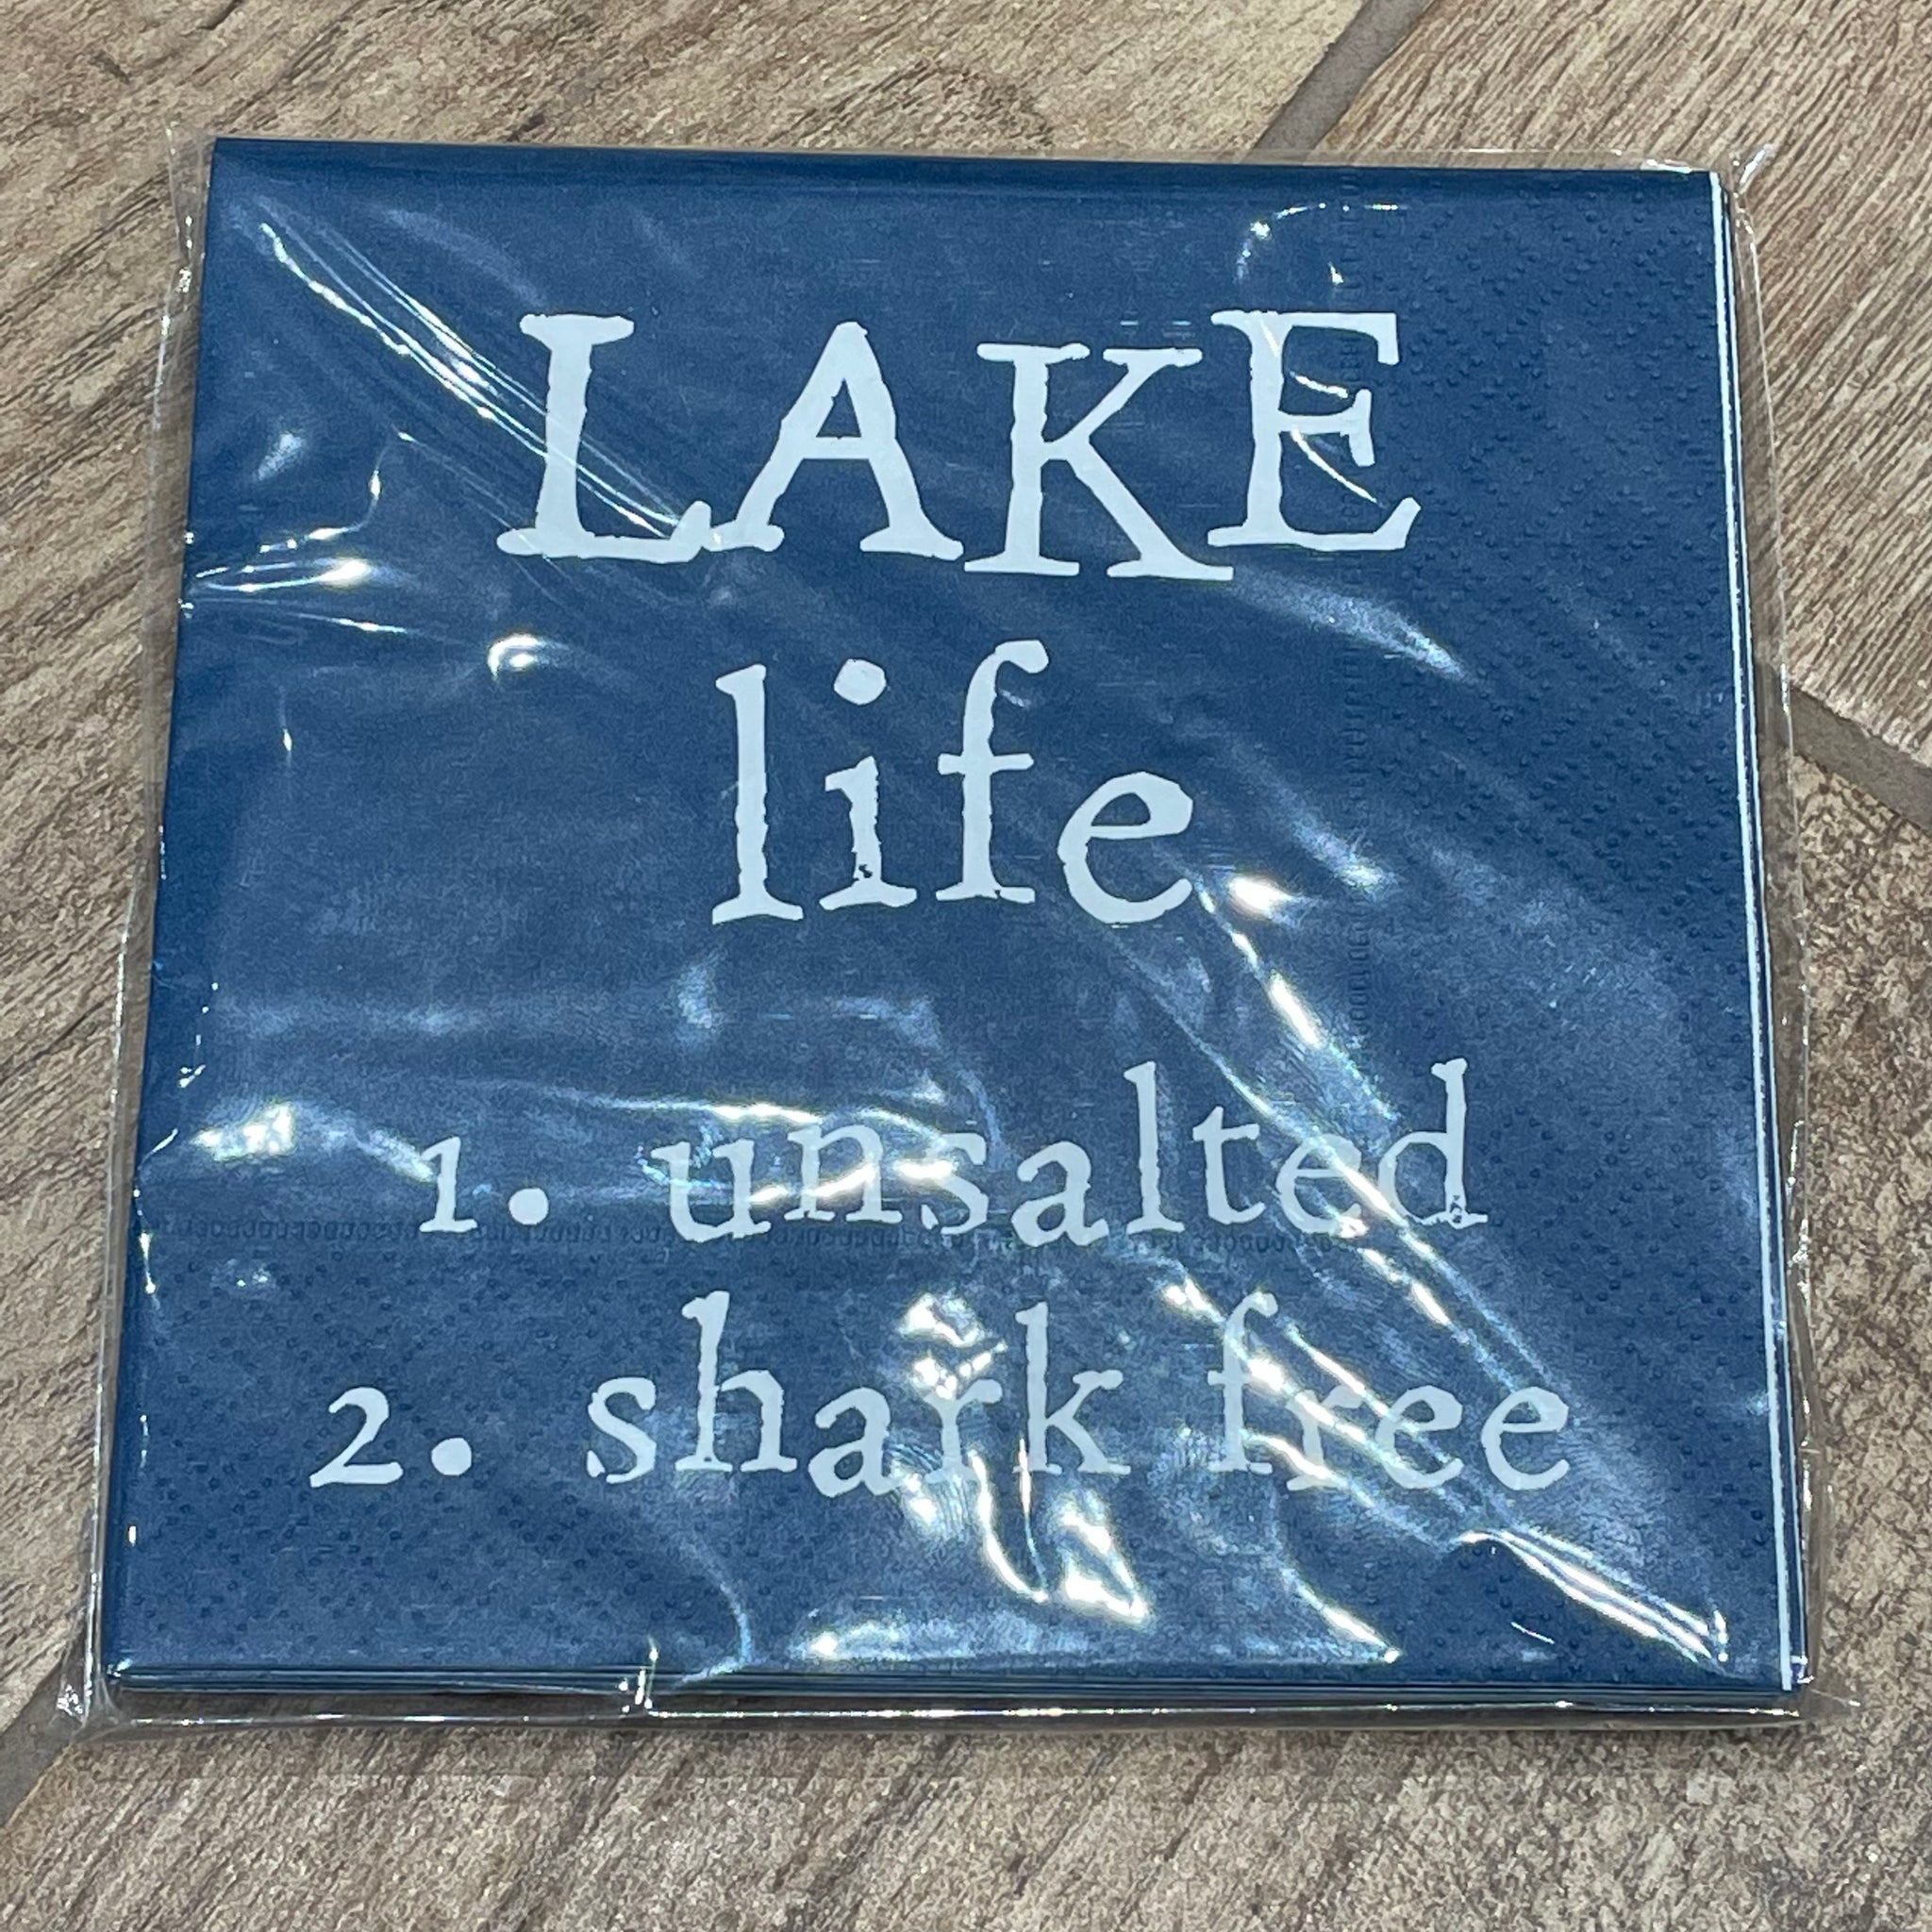 LAKE
life
1. unsalted
2. shark free